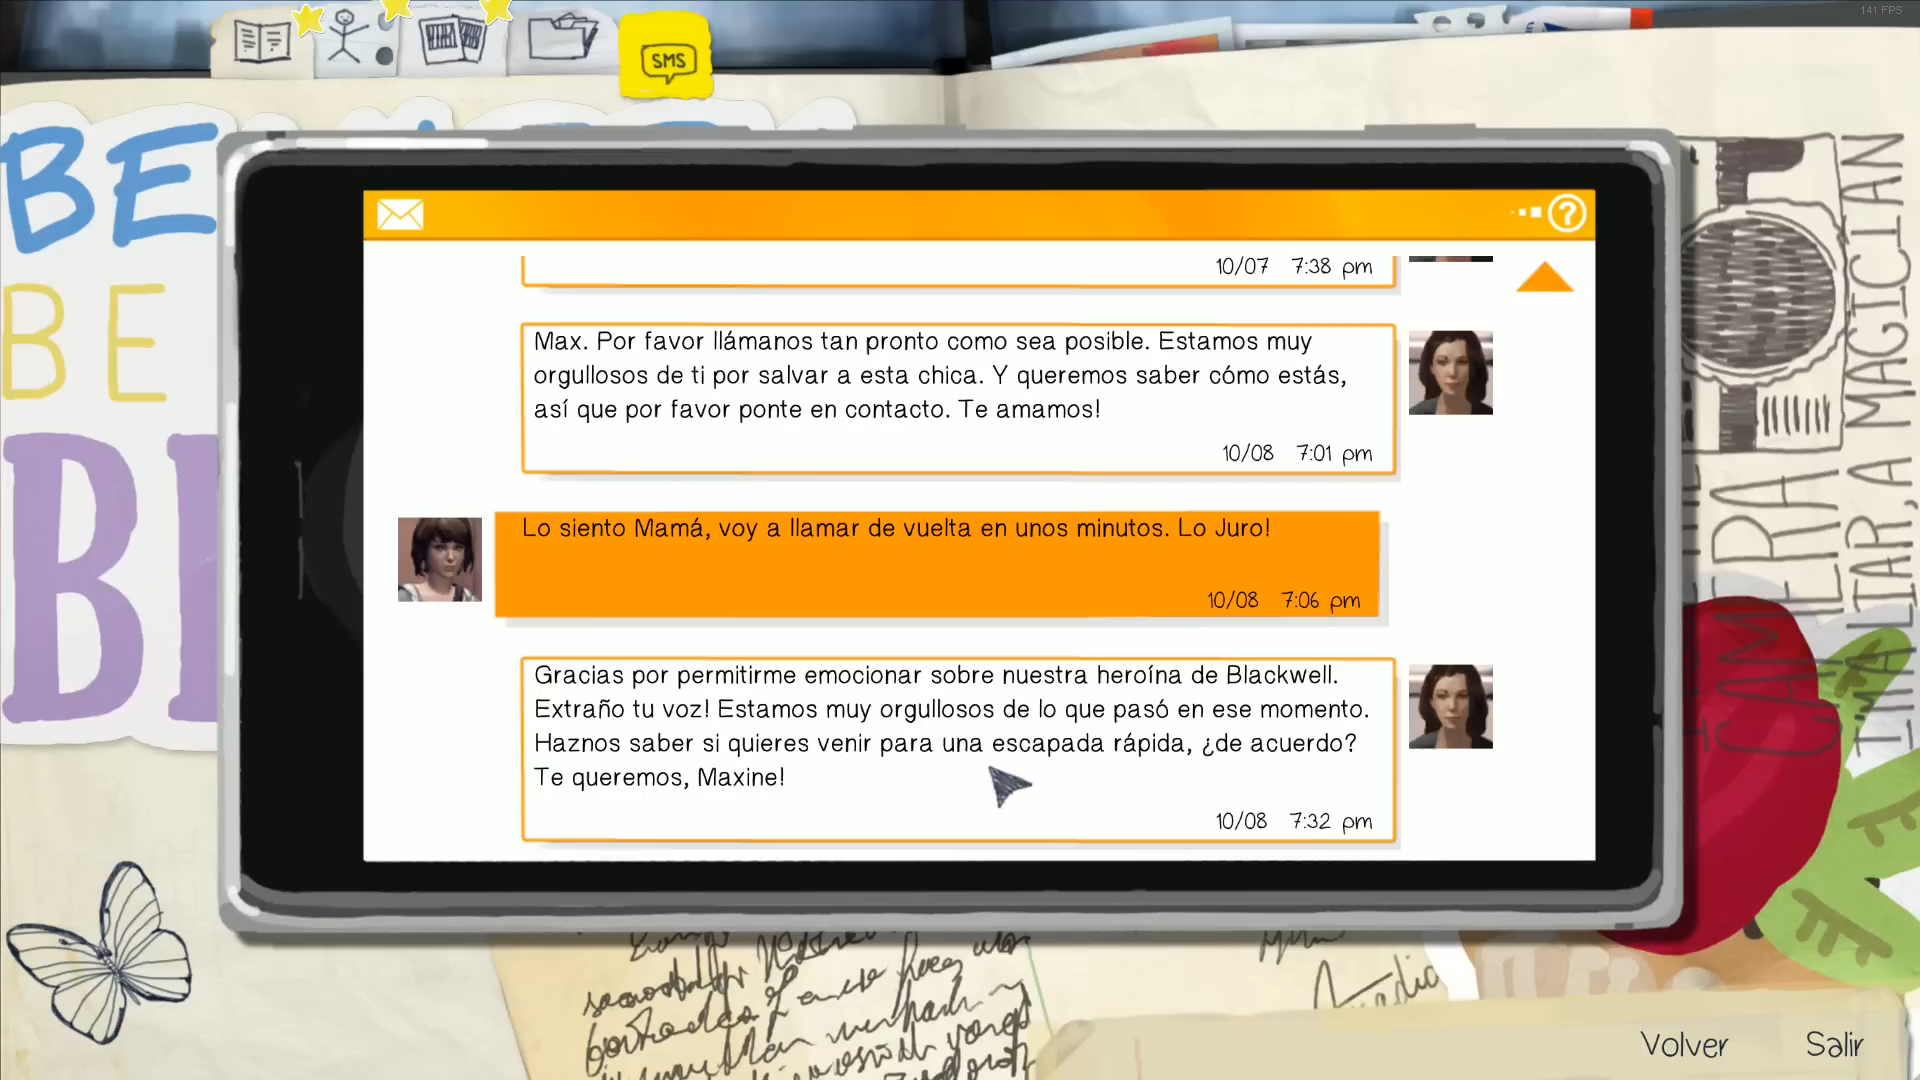 141 FPS
SMS
BE
BE
10/07 7:38 pm
Max. Por favor llámanos tan pronto como sea posible. Estamos muy
orgullosos de ti por salvar a esta chica. Y queremos saber cómo estás,
así que por favor ponte en contacto. Te amamos!
10/08 7:01 pm
Lo siento Mamá, voy a llamar de vuelta en unos minutos. Lo Juro!
10/08 7:06 pm
Gracias por permitirme emocionar sobre nuestra heroína de Blackwell.
Extraño tu voz! Estamos muy orgullosos de lo que pasó en ese momento.
Haznos saber si quieres venir para una escapada rápida, ¿de acuerdo?
Te queremos, Maxine!
10/08 7:32 pm
CAMERA
A MAGICIAN
Volver
Salir